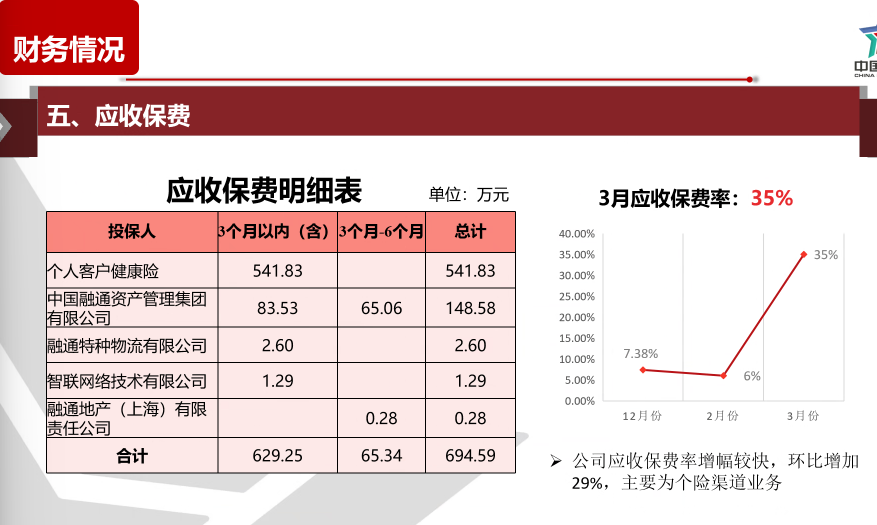 财务情况
中国
CHINA
五、应收保费
应收保费明细表
单位：万元
投保人 3个月以内（含） 3个月-6个月 总计
个人客户健康险 541.83 541.83
中国融通资产管理集团
有限公司 83.53 65.06 148.58
融通特种物流有限公司 2.60 2.60
智联网络技术有限公司 1.29 1.29
融通地产（上海）有限
责任公司 0.28 0.28
合计 629.25 65.34 694.59
3月应收保费率：35%
40.00%
35.00%
30.00%
25.00%
20.00%
15.00%
10.00%
5.00%
0.00%
7.38%
6%
35%
12月份 2月份 3月份
➢ 公司应收保费率增幅较快，环比增加
29%，主要为个险渠道业务